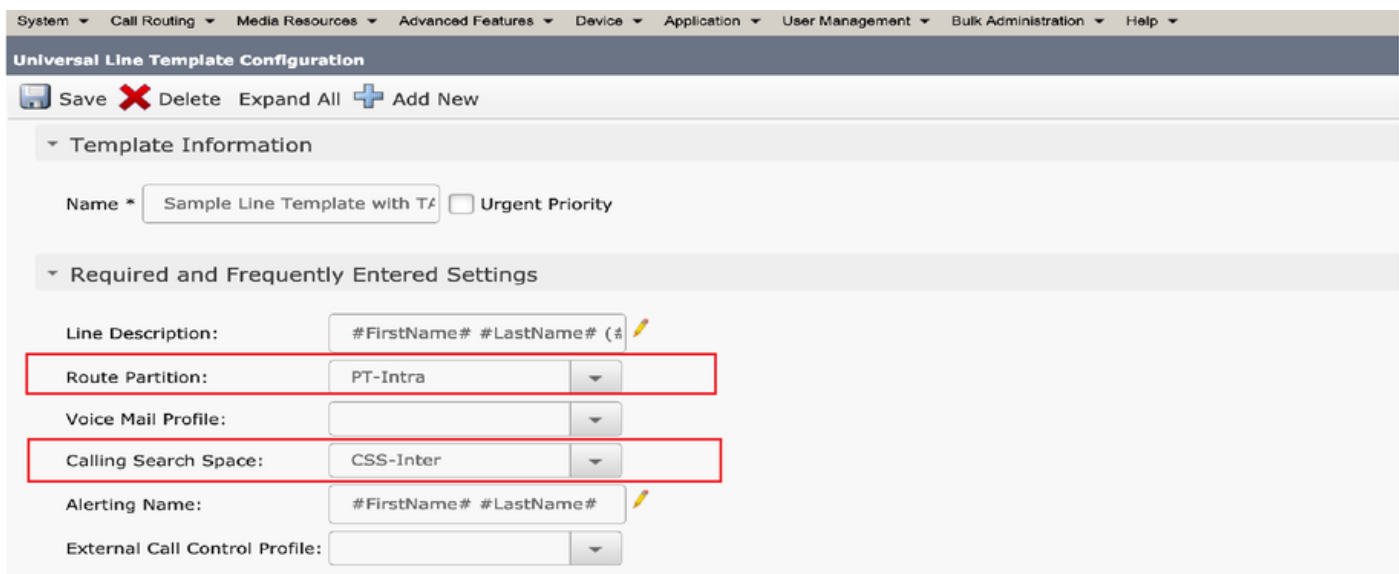 System Call Routing Media Resources Advanced Features Device Application User Management Bulk Administration Help
Universal Line Template Configuration
Save Delete Expand All Add New
Template Information
Name * Sample Line Template with TA Urgent Priority
Required and Frequently Entered Settings
Line Description: #FirstName# #LastName# (#
Route Partition: PT-Intra
Voice Mail Profile:
Calling Search Space: CSS-Inter
Alerting Name: #FirstName# #LastName#
External Call Control Profile: